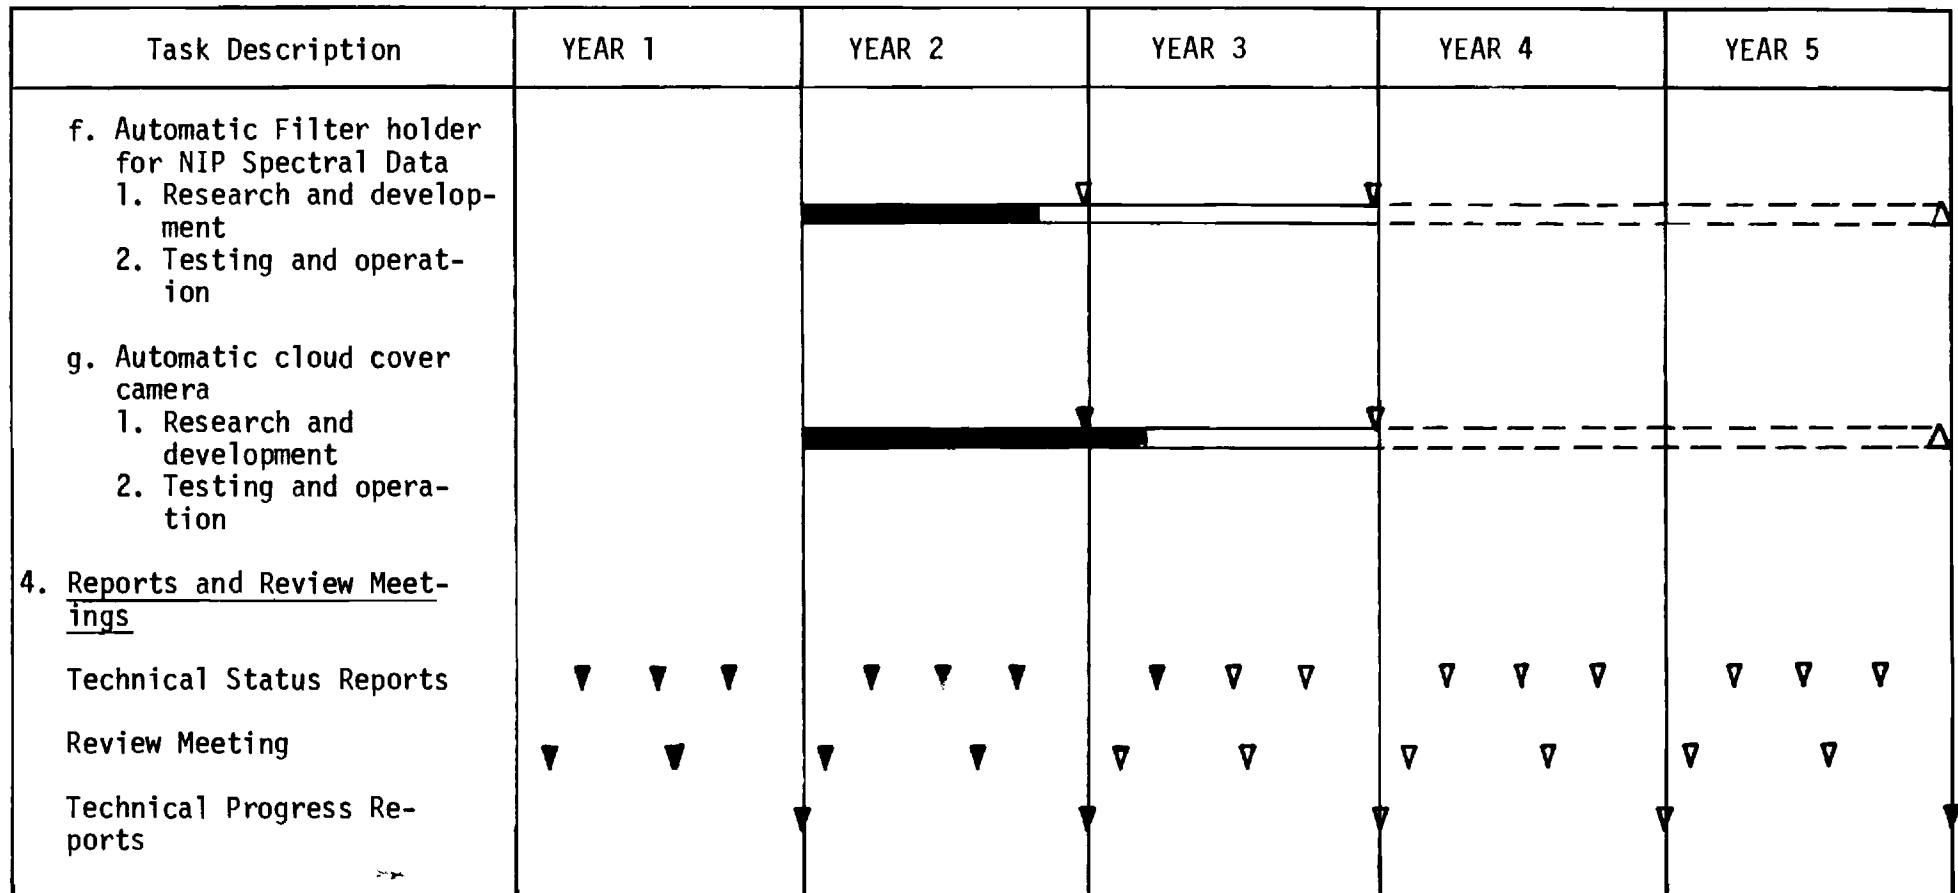 Task Description YEAR 1 YEAR 2 YEAR 3 YEAR 4 YEAR 5
f. Automatic Filter holder
for NIP Spectral Data
1. Research and develop-
ment
2. Testing and operat-
ion
g. Automatic cloud cover
camera
1. Research and
development
2. Testing and opera-
tion
4. Reports and Review Meet-
ings
Technical Status Reports
Review Meeting
Technical Progress Re-
ports